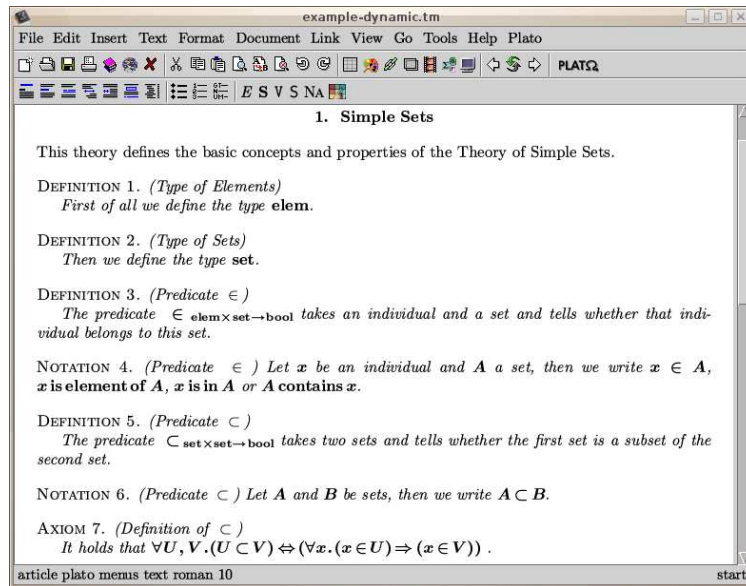 example-dynamic.tm
File Edit Insert Text Format Document Link View Go Tools Help Plato
PLATΩ
E S V S NA
1. Simple Sets
This theory defines the basic concepts and properties of the Theory of Simple Sets.
DEFINITION 1. (Type of Elements)
First of all we define the type elem.
DEFINITION 2. (Type of Sets)
Then we define the type set.
DEFINITION 3. (Predicate ∈ )
The predicate ∈ elem×set→bool takes an individual and a set and tells whether that indi-
vidual belongs to this set.
NOTATION 4. (Predicate ∈ ) Let x be an individual and A a set, then we write x ∈ A,
x is element of A, x is in A or A contains x.
DEFINITION 5. (Predicate ⊂ )
The predicate ⊂ set×set→bool takes two sets and tells whether the first set is a subset of the
second set.
NOTATION 6. (Predicate ⊂ ) Let A and B be sets, then we write A ⊂ B.
AXIOM 7. (Definition of ⊂ )
It holds that ∀U, V.(U ⊂ V) ⇔ (∀x.(x ∈ U) ⇒ (x ∈ V)) .
article plato menus text roman 10
start